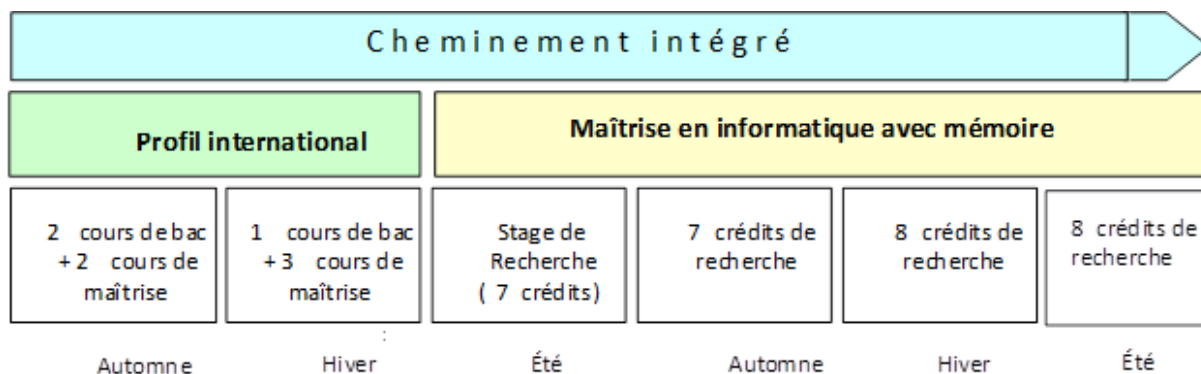 Cheminement intégré
Profil international
Maîtrise en informatique avec mémoire
2 cours de bac
+ 2 cours de
maîtrise
1 cours de bac
+ 3 cours de
maîtrise
Stage de
Recherche
( 7 crédits)
7 crédits de
recherche
8 crédits de
recherche
8 crédits de
recherche
:
Automne
Hiver
Été
Automne
Hiver
Été